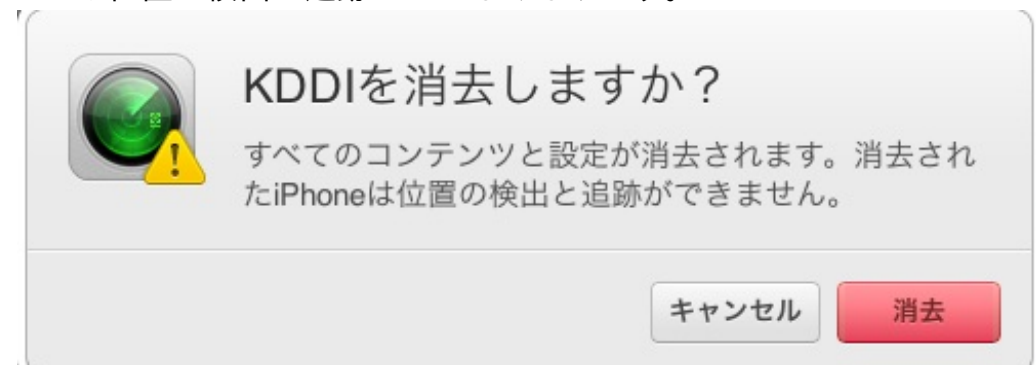 KDDIを消去しますか？
すべてのコンテンツと設定が消去されます。消去され
たiPhoneは位置の検出と追跡ができません。
キャンセル
消去